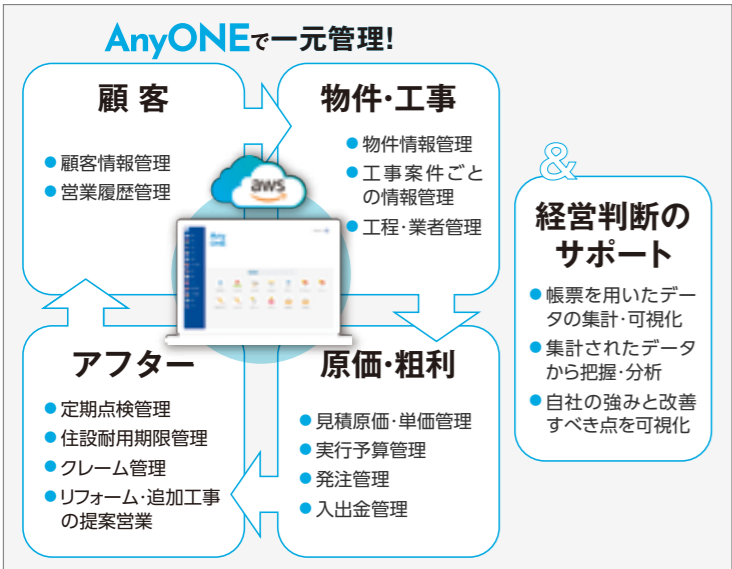 AnyONEで一元管理!
顧 客
● 顧客情報管理
● 営業履歴管理
物件・工事
● 物件情報管理
● 工事案件ごと
の情報管理
● 工程・業者管理
aws
Any
ONE
アフター
● 定期点検管理
● 住設耐用期限管理
● クレーム管理
● リフォーム・追加工事
の提案営業
原価・粗利
● 見積原価・単価管理
● 実行予算管理
● 発注管理
● 入出金管理
&
経営判断の
サポート
● 帳票を用いたデー
タの集計・可視化
● 集計されたデータ
から把握・分析
● 自社の強みと改善
すべき点を可視化